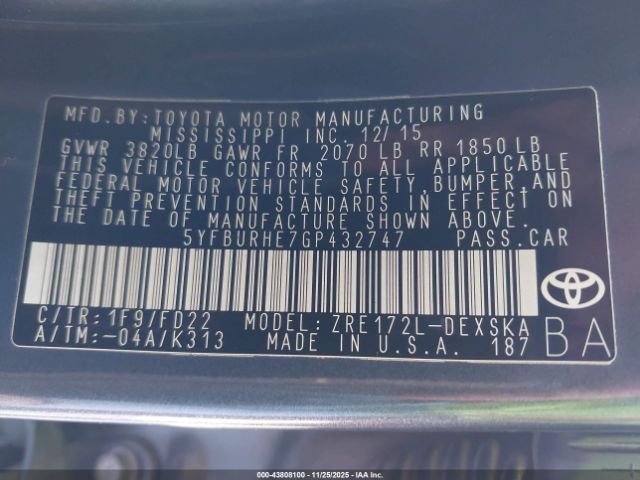 MFD. BY: TOYOTA MOTOR MANUFACTURING
MISSISSIPPI INC. 12/15
GVWR 3820LB GAWR FR 2070 LB RR 1850 LB
THIS VEHICLE CONFORMS TO ALL APPLICABLE
FEDERAL MOTOR VEHICLE SAFETY, BUMPER, AND
THEFT PREVENTION STANDARDS IN EFFECT ON
THE DATE OF MANUFACTURE SHOWN ABOVE.
5YFBURHE7GP432747 PASS.CAR
C/TR: 1F9/FD22 MODEL: ZRE172L-DEXSKA
A/TM: -04A/K313 MADE IN U.S.A. 187
BA
000-43808100 - 11/25/2025 - IAA Inc.